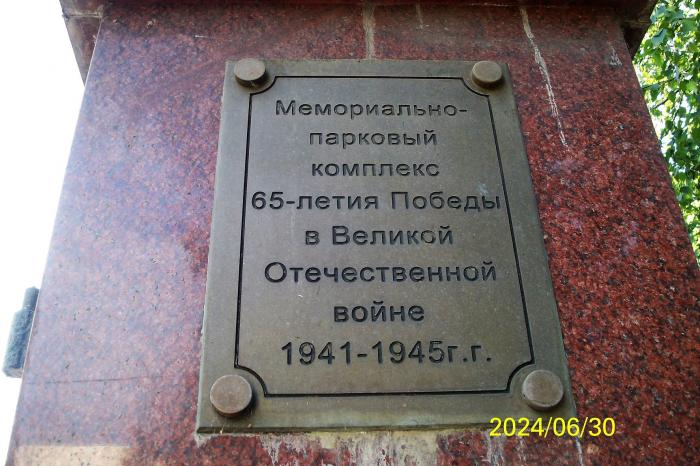 Мемориально-
парковый
комплекс
65-летия Победы
в Великой
Отечественной
войне
1941-1945г.г.
2024/06/30